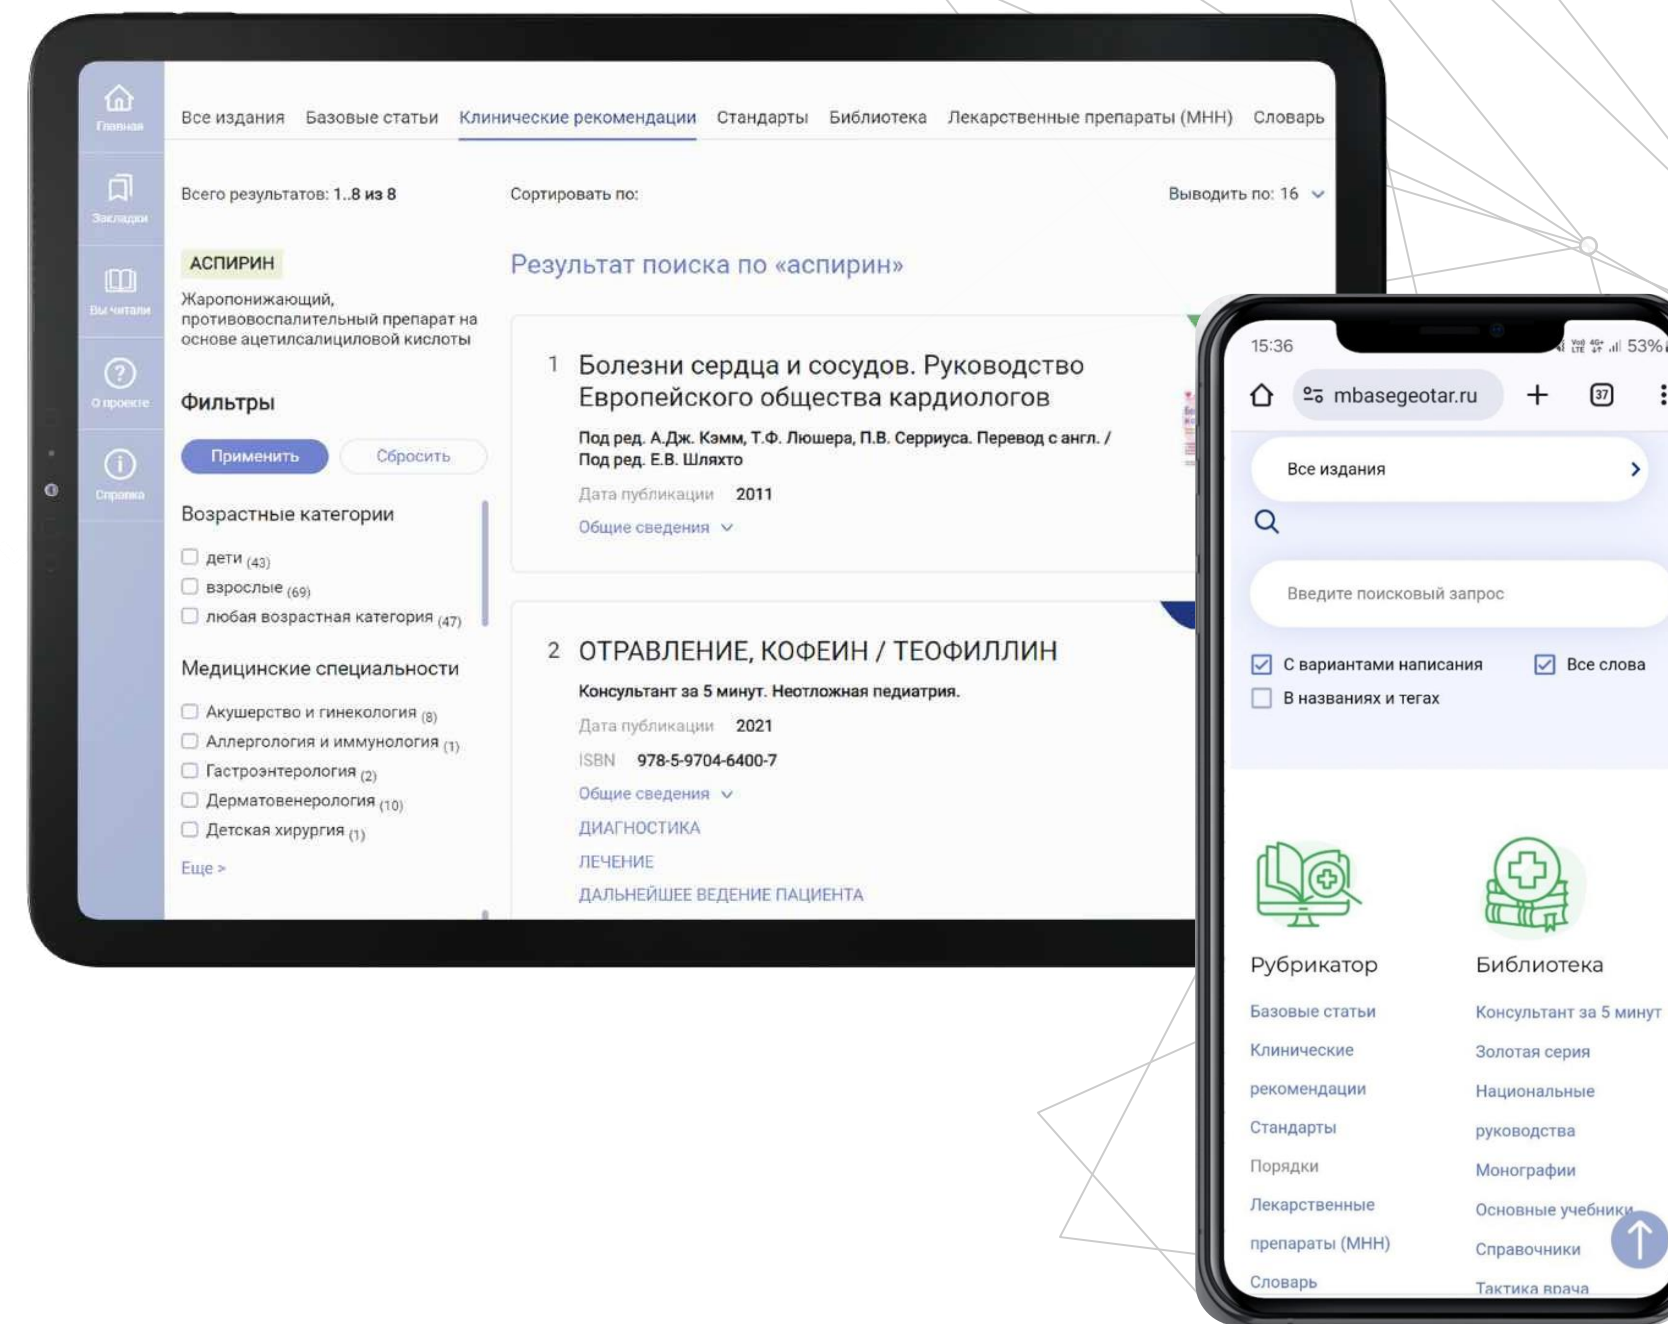 Главная
Закладки
Вы читали
О проекте
Справка
Все издания Базовые статьи Клинические рекомендации Стандарты Библиотека Лекарственные препараты (МНН) Словарь
Всего результатов: 1..8 из 8
Сортировать по:
Выводить по: 16
АСПИРИН
Жаропонижающий,
противовоспалительный препарат на
основе ацетилсалициловой кислоты
Фильтры
Применить Сбросить
Возрастные категории
дети (43)
взрослые (69)
любая возрастная категория (47)
Медицинские специальности
Акушерство и гинекология (8)
Аллергология и иммунология (1)
Гастроэнтерология (2)
Дерматовенерология (10)
Детская хирургия (1)
Еще >
Результат поиска по «аспирин»
1 Болезни сердца и сосудов. Руководство
Европейского общества кардиологов
Под ред. А.Дж. Кэмм, Т.Ф. Люшера, П.В. Серриуса. Перевод с англ. /
Под ред. Е.В. Шляхто
Дата публикации 2011
Общие сведения
2 ОТРАВЛЕНИЕ, КОФЕИН / ТЕОФИЛЛИН
Консультант за 5 минут. Неотложная педиатрия.
Дата публикации 2021
ISBN 978-5-9704-6400-7
Общие сведения
ДИАГНОСТИКА
ЛЕЧЕНИЕ
ДАЛЬНЕЙШЕЕ ВЕДЕНИЕ ПАЦИЕНТА
15:36
LTE 53%
mbasegeotar.ru
37
Все издания
Введите поисковый запрос
С вариантами написания Все слова
В названиях и тегах
Рубрикатор
Базовые статьи
Клинические
рекомендации
Стандарты
Порядки
Лекарственные
препараты (МНН)
Словарь
Библиотека
Консультант за 5 минут
Золотая серия
Национальные
руководства
Монографии
Основные учебники
Справочники
Тактика врача